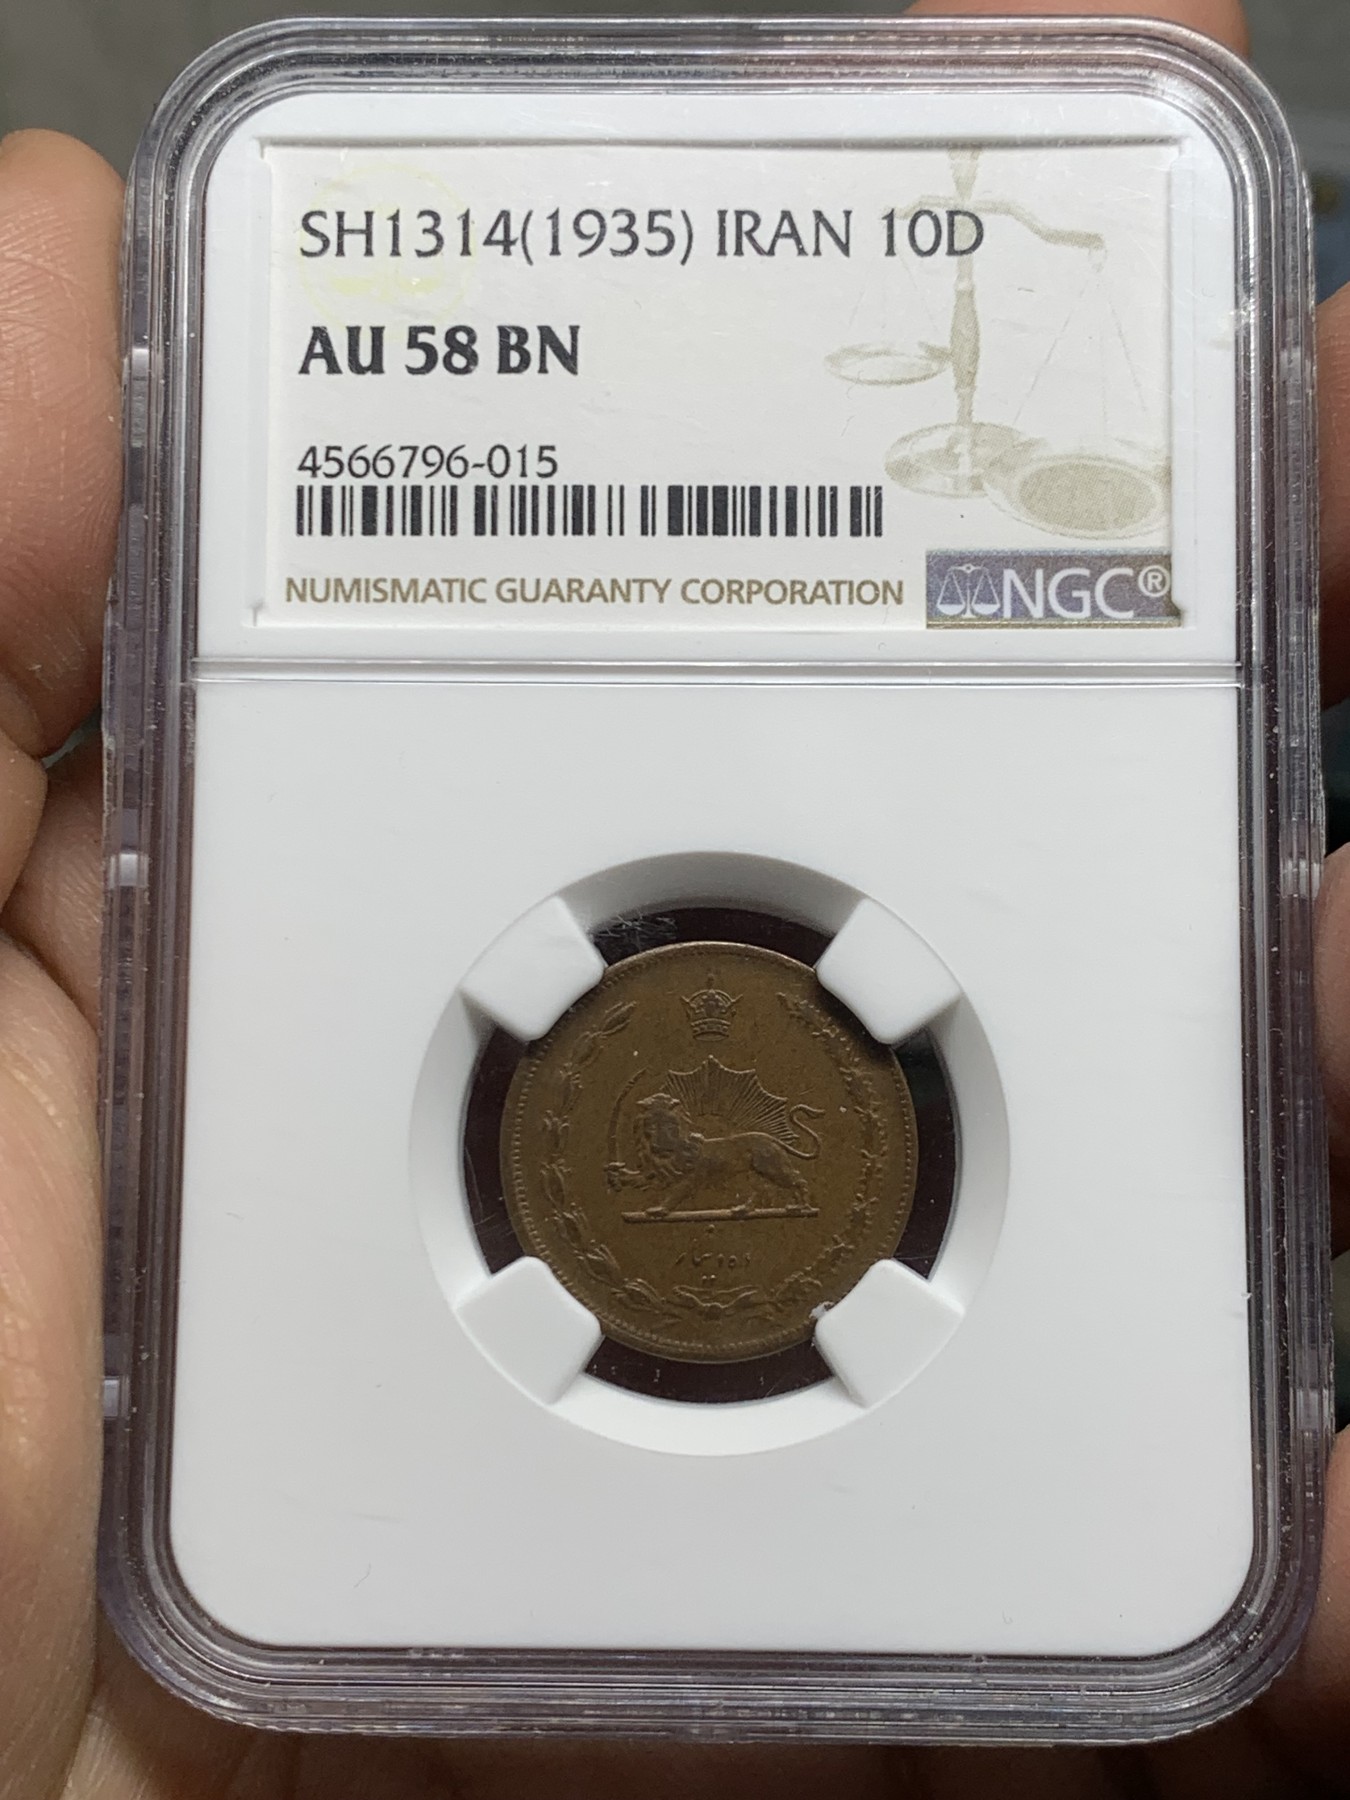 SH1314(1935) IRAN 10D
AU 58 BN
4566796-015
NUMISMATIC GUARANTY CORPORATION
NGC®